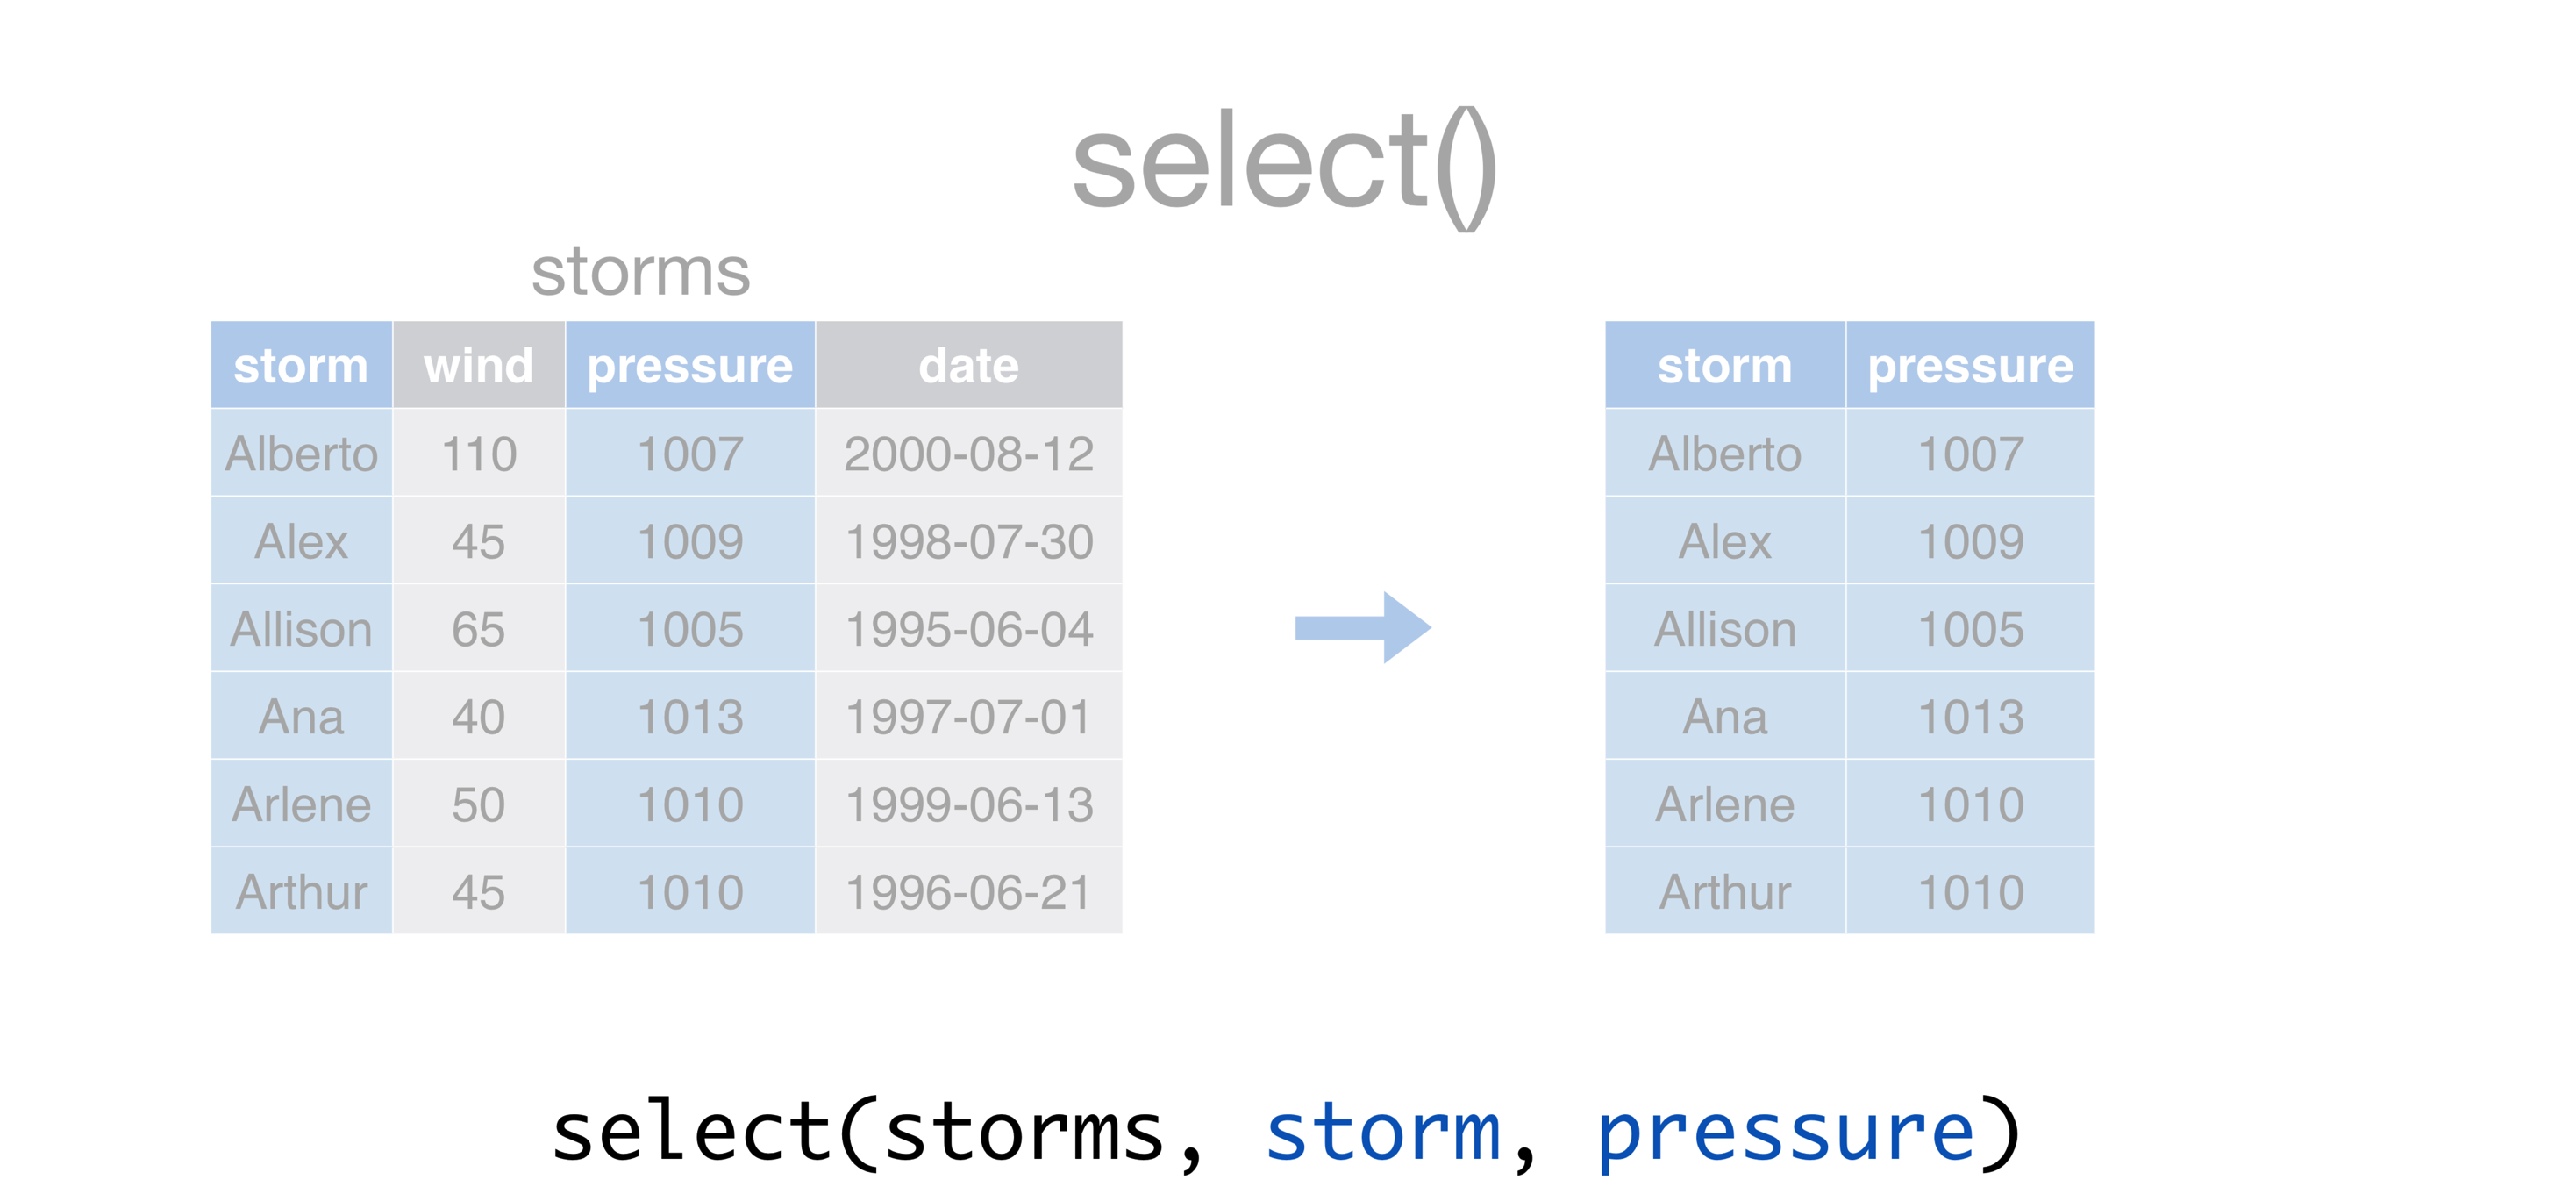 select()
storms
storm wind pressure date
Alberto 110 1007 2000-08-12
Alex 45 1009 1998-07-30
Allison 65 1005 1995-06-04
Ana 40 1013 1997-07-01
Arlene 50 1010 1999-06-13
Arthur 45 1010 1996-06-21
storm pressure
Alberto 1007
Alex 1009
Allison 1005
Ana 1013
Arlene 1010
Arthur 1010
select(storms, storm, pressure)